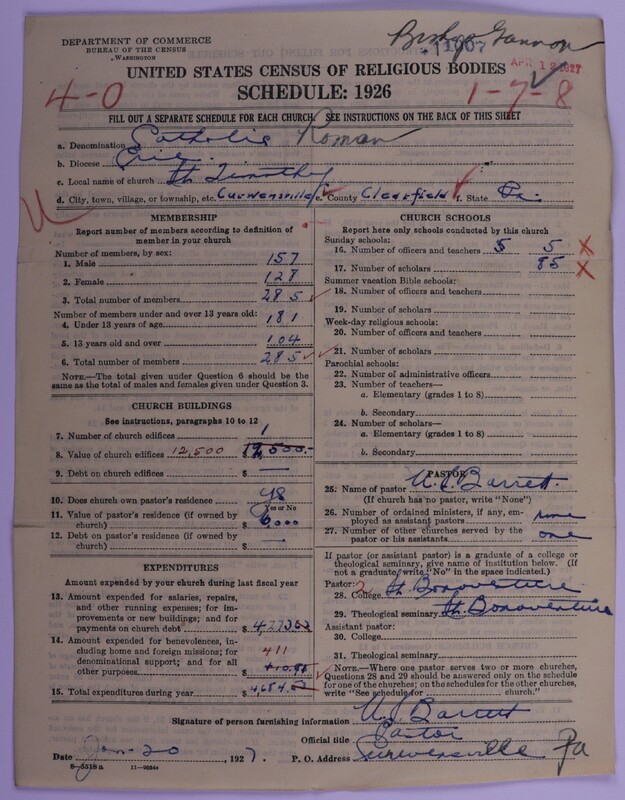 DEPARTMENT OF COMMERCE
BUREAU OF THE CENSUS
WASHINGTON
Bishop Gannon
11007
APR 18 1927
UNITED STATES CENSUS OF RELIGIOUS BODIES
SCHEDULE: 1926
4-0
1-7-8
FILL OUT A SEPARATE SCHEDULE FOR EACH CHURCH. SEE INSTRUCTIONS ON THE BACK OF THIS SHEET
a. Denomination Catholic Roman
b. Diocese Erie
c. Local name of church St Timothy
d. City, town, village, or township, etc. Curwensville e. County Clearfield f. State Pa.
MEMBERSHIP
Report number of members according to definition of
member in your church
Number of members, by sex:
1. Male 157
2. Female 128
3. Total number of members 285
Number of members under and over 13 years old:
4. Under 13 years of age 181
5. 13 years old and over 104
6. Total number of members 285
NOTE.—The total given under Question 6 should be the
same as the total of males and females given under Question 3.
CHURCH BUILDINGS
See instructions, paragraphs 10 to 12
7. Number of church edifices 1
8. Value of church edifices 12,500 $ 12,500.-
9. Debt on church edifices $ —
10. Does church own pastor's residence yes
Yes or No
11. Value of pastor's residence (if owned by
church) $ 6,000
12. Debt on pastor's residence (if owned by
church) $ —
EXPENDITURES
Amount expended by your church during last fiscal year
13. Amount expended for salaries, repairs,
and other running expenses; for im-
provements or new buildings; and for
payments on church debt $
14. Amount expended for benevolences, in-
cluding home and foreign missions; for
denominational support; and for all
other purposes 411 $
15. Total expenditures during year $
CHURCH SCHOOLS
Report here only schools conducted by this church
Sunday schools:
16. Number of officers and teachers 5 5 X
17. Number of scholars 85 X
Summer vacation Bible schools:
18. Number of officers and teachers
19. Number of scholars
Week-day religious schools:
20. Number of officers and teachers
21. Number of scholars
Parochial schools:
22. Number of administrative officers
23. Number of teachers—
a. Elementary (grades 1 to 8)
b. Secondary
24. Number of scholars—
a. Elementary (grades 1 to 8)
b. Secondary
PASTOR
25. Name of pastor Barrett
(If church has no pastor, write "None")
26. Number of ordained ministers, if any, em-
ployed as assistant pastors none
27. Number of other churches served by the
pastor or his assistants one
If pastor (or assistant pastor) is a graduate of a college or
theological seminary, give name of institution below. (If
not a graduate, write "No" in the space indicated.)
Pastor:
28. College St. Bonaventure
29. Theological seminary St. Bonaventure
Assistant pastor:
30. College
31. Theological seminary
NOTE.—Where one pastor serves two or more churches,
Questions 28 and 29 should be answered only on the schedule
for one of the churches; on the schedules for the other churches,
write "See schedule for church."
Signature of person furnishing information Barrett
Official title Pastor
Date Jan-20, 1927. P. O. Address Curwensville Pa
8—5518a 11—9034a